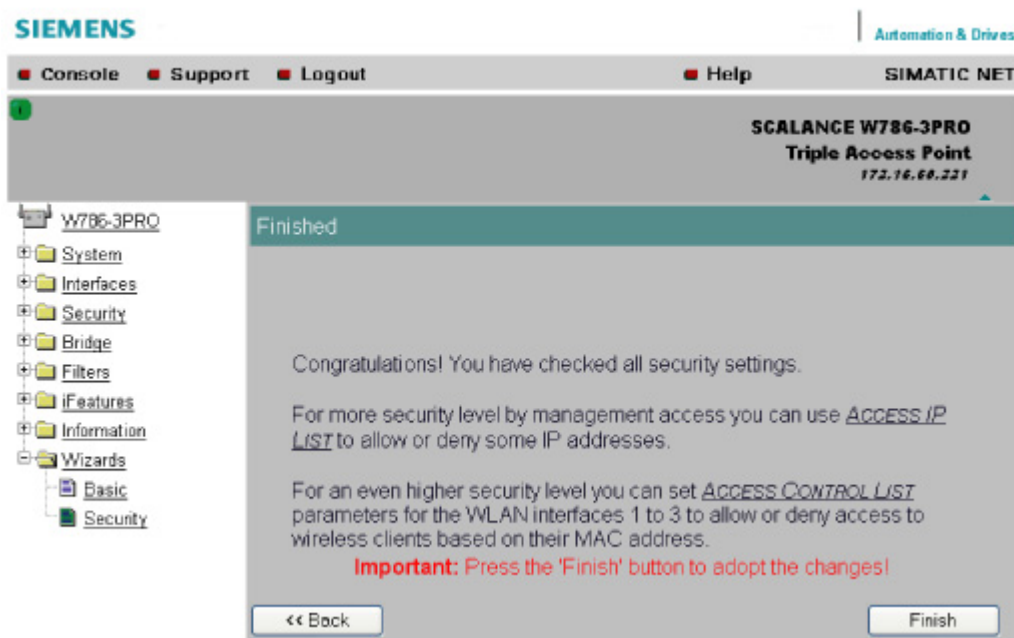 SIEMENS
Automation & Drives
Console Support Logout Help SIMATIC NET
i
SCALANCE W786-3PRO
Triple Access Point
172.16.60.221
W786-3PRO
System
Interfaces
Security
Bridge
Filters
iFeatures
Information
Wizards
Basic
Security
Finished
Congratulations! You have checked all security settings.
For more security level by management access you can use ACCESS IP
LIST to allow or deny some IP addresses.
For an even higher security level you can set ACCESS CONTROL LIST
parameters for the WLAN interfaces 1 to 3 to allow or deny access to
wireless clients based on their MAC address.
Important: Press the 'Finish' button to adopt the changes!
<< Back
Finish